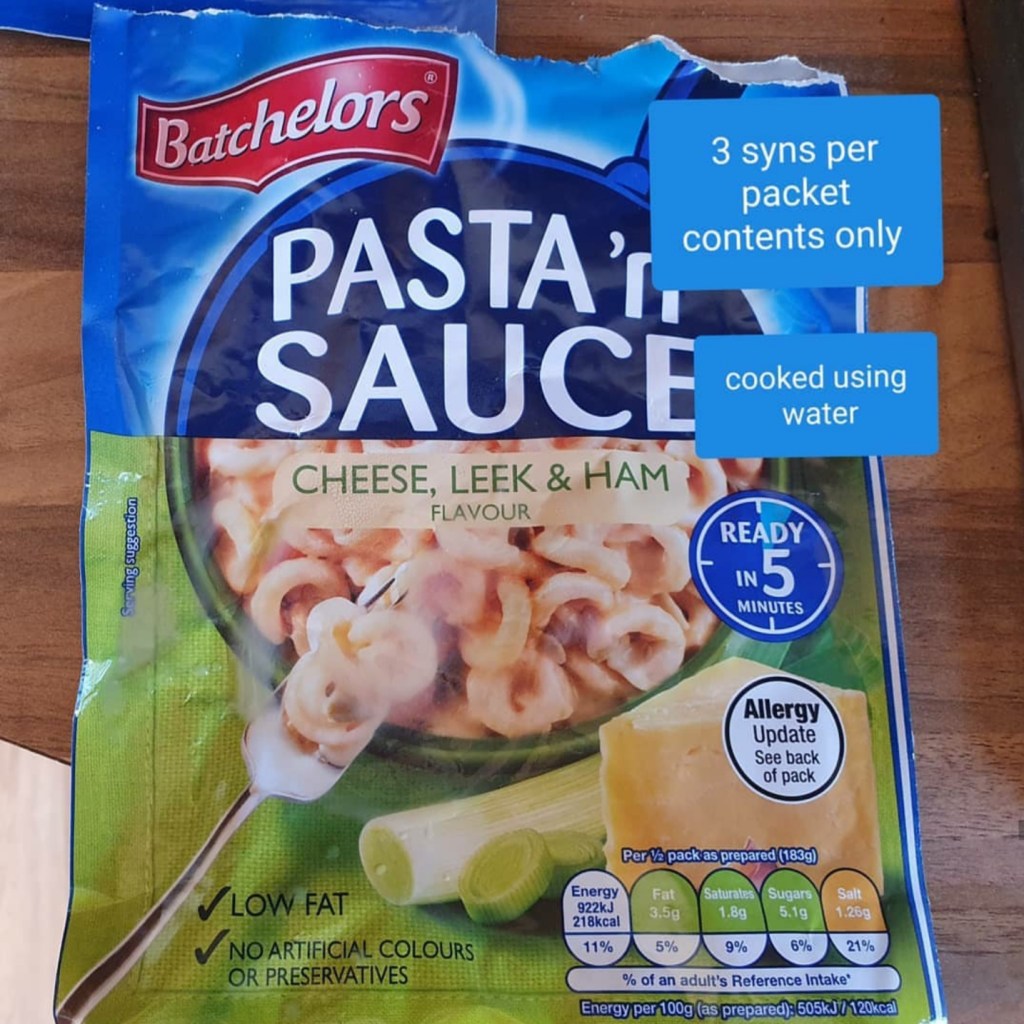 Batchelors®
3 syns per
packet
contents only
PASTA 'n
SAUCE
cooked using
water
CHEESE, LEEK & HAM
FLAVOUR
Serving suggestion
READY
IN 5
MINUTES
Allergy
Update
See back
of pack
Per ½ pack as prepared (183g)
Energy
922kJ
218kcal
11%
Fat
3.5g
5%
Saturates
1.8g
9%
Sugars
5.1g
6%
Salt
1.26g
21%
% of an adult's Reference Intake*
Energy per 100g (as prepared): 505kJ / 120kcal
✓ LOW FAT
✓ NO ARTIFICIAL COLOURS
OR PRESERVATIVES